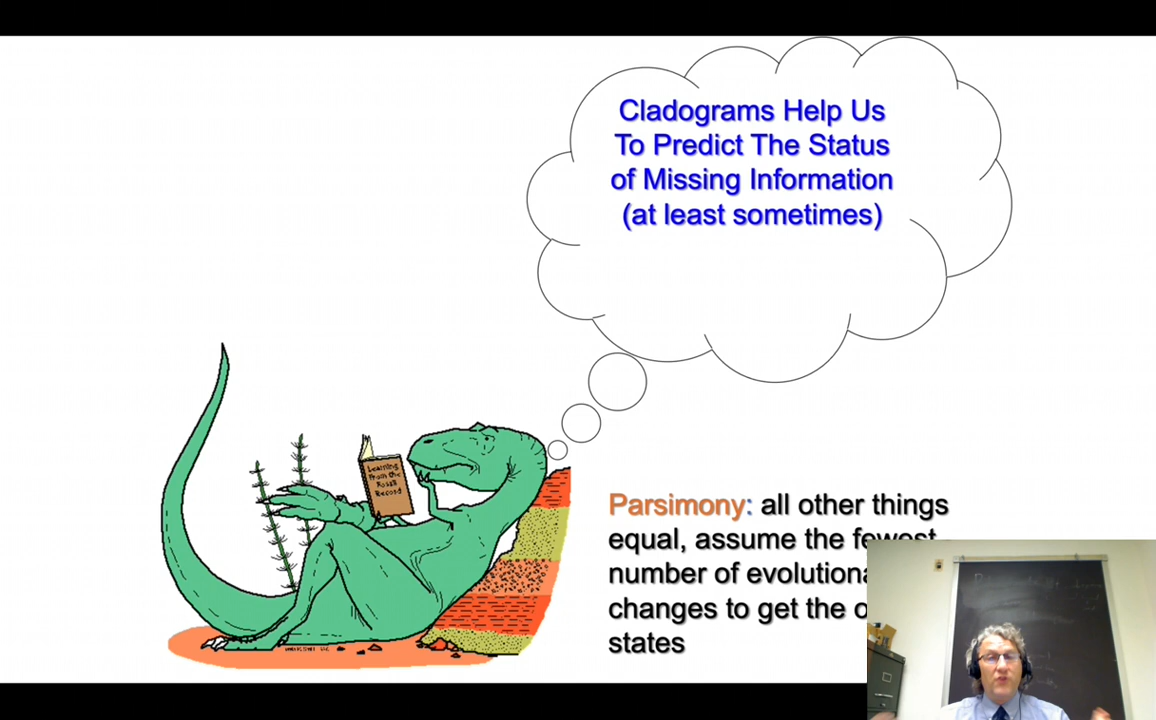 Cladograms Help Us
To Predict The Status
of Missing Information
(at least sometimes)
Learning
From the
Fossil
Record
Parsimony: all other things
equal, assume the fewest
number of
changes to get the
states